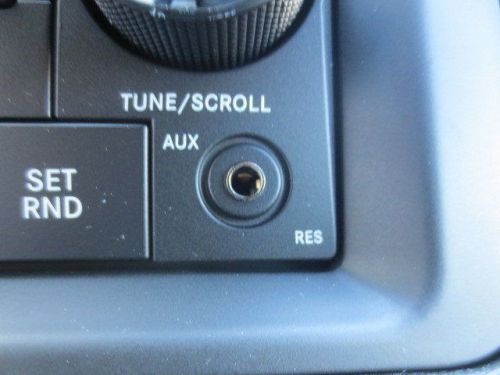 TUNE/SCROLL
AUX
SET
RND
RES